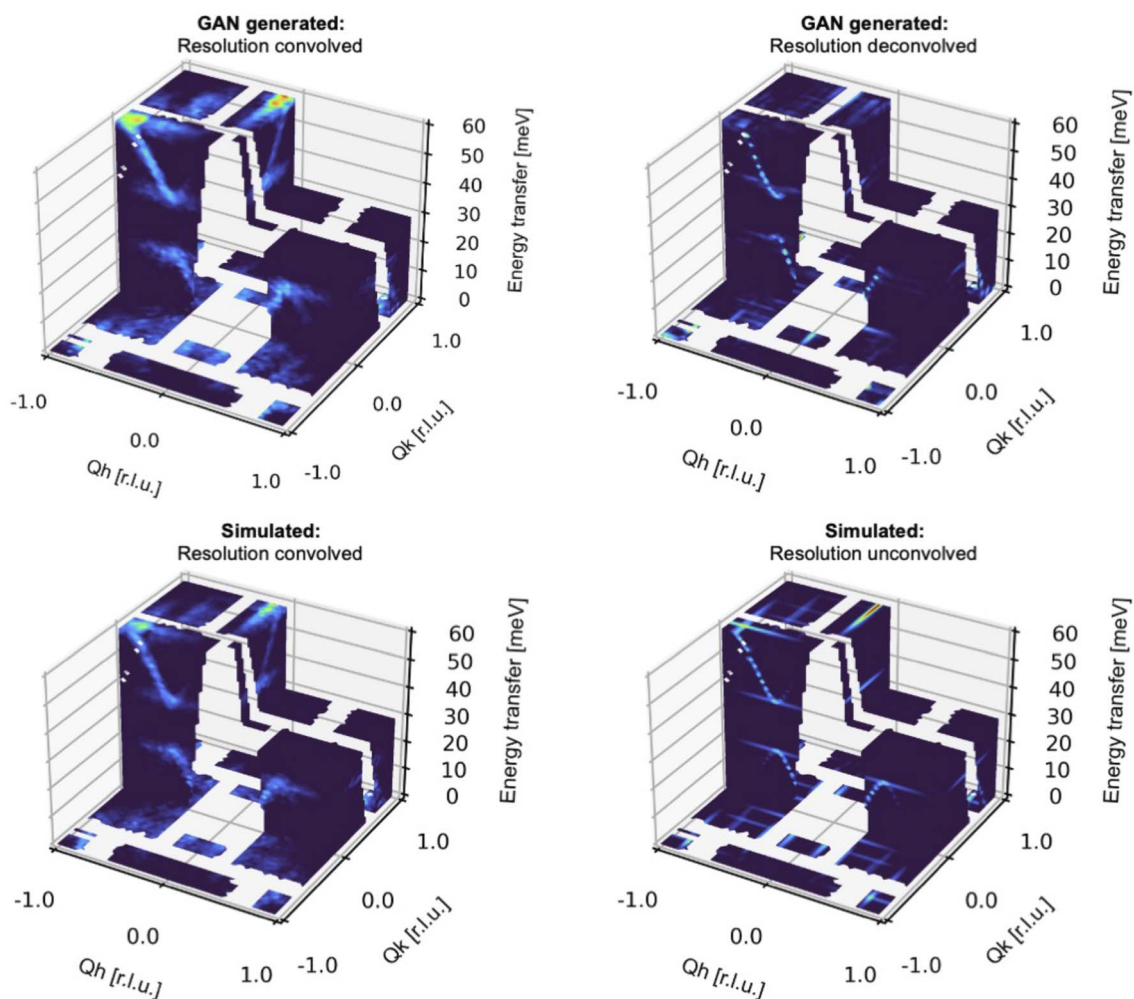 GAN generated:
Resolution convolved
60
50
40
30
20
10
0
Energy transfer [meV]
1.0
0.0
-1.0
Qk [r.l.u.]
-1.0
0.0
1.0
Qh [r.l.u.]
GAN generated:
Resolution deconvolved
60
50
40
30
20
10
0
Energy transfer [meV]
1.0
0.0
-1.0
Qk [r.l.u.]
-1.0
0.0
1.0
Qh [r.l.u.]
Simulated:
Resolution convolved
60
50
40
30
20
10
0
Energy transfer [meV]
1.0
0.0
-1.0
Qk [r.l.u.]
-1.0
0.0
1.0
Qh [r.l.u.]
Simulated:
Resolution unconvolved
60
50
40
30
20
10
0
Energy transfer [meV]
1.0
0.0
-1.0
Qk [r.l.u.]
-1.0
0.0
1.0
Qh [r.l.u.]